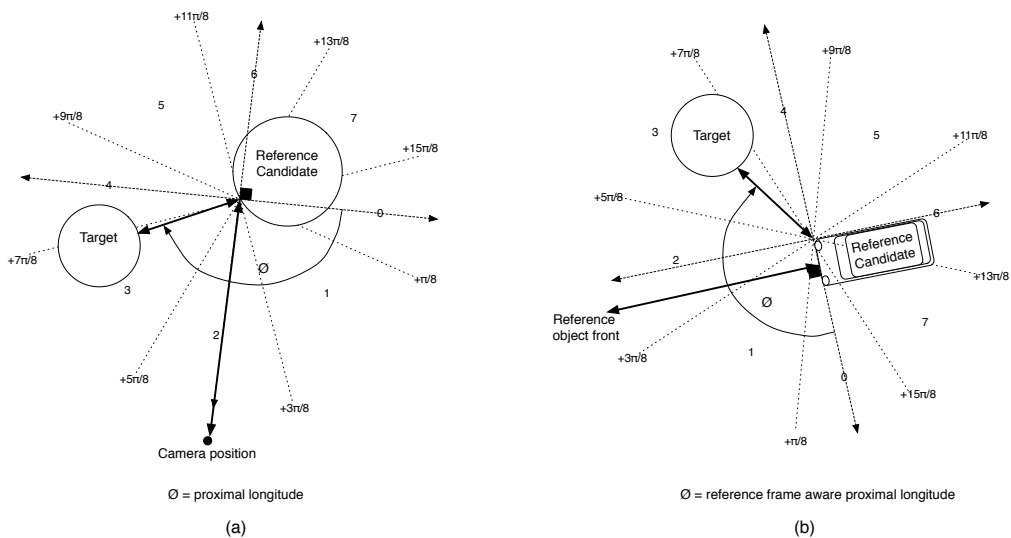 +11π/8
+13π/8
6
5
7
+9π/8
+15π/8
Reference
Candidate
4
0
Target
+7π/8
3
Ø
+π/8
1
2
+5π/8
+3π/8
Camera position
Ø = proximal longitude
(a)
+7π/8
+9π/8
4
3
Target
5
+11π/8
+5π/8
6
Reference
Candidate
2
+13π/8
Ø
Reference
object front
7
1
+3π/8
0
+15π/8
+π/8
Ø = reference frame aware proximal longitude
(b)